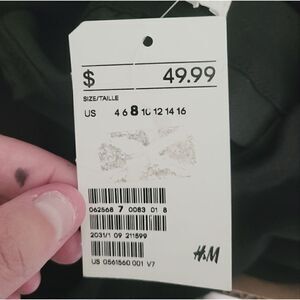 $ 49.99
SIZE/TAILLE
US 4 6 8 10 12 14 16
062568 7 0083 01 8
2031/1 09 211599
H&M
US 0561560 001 V7